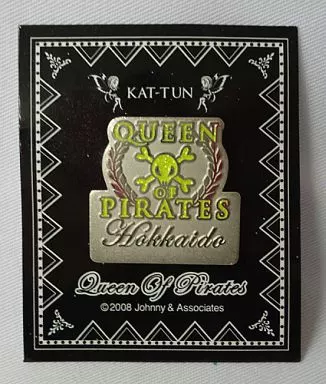 KAT-TUN
QUEEN
OF
PIRATES
Hokkaido
Queen Of Pirates
©2008 Johnny & Associates